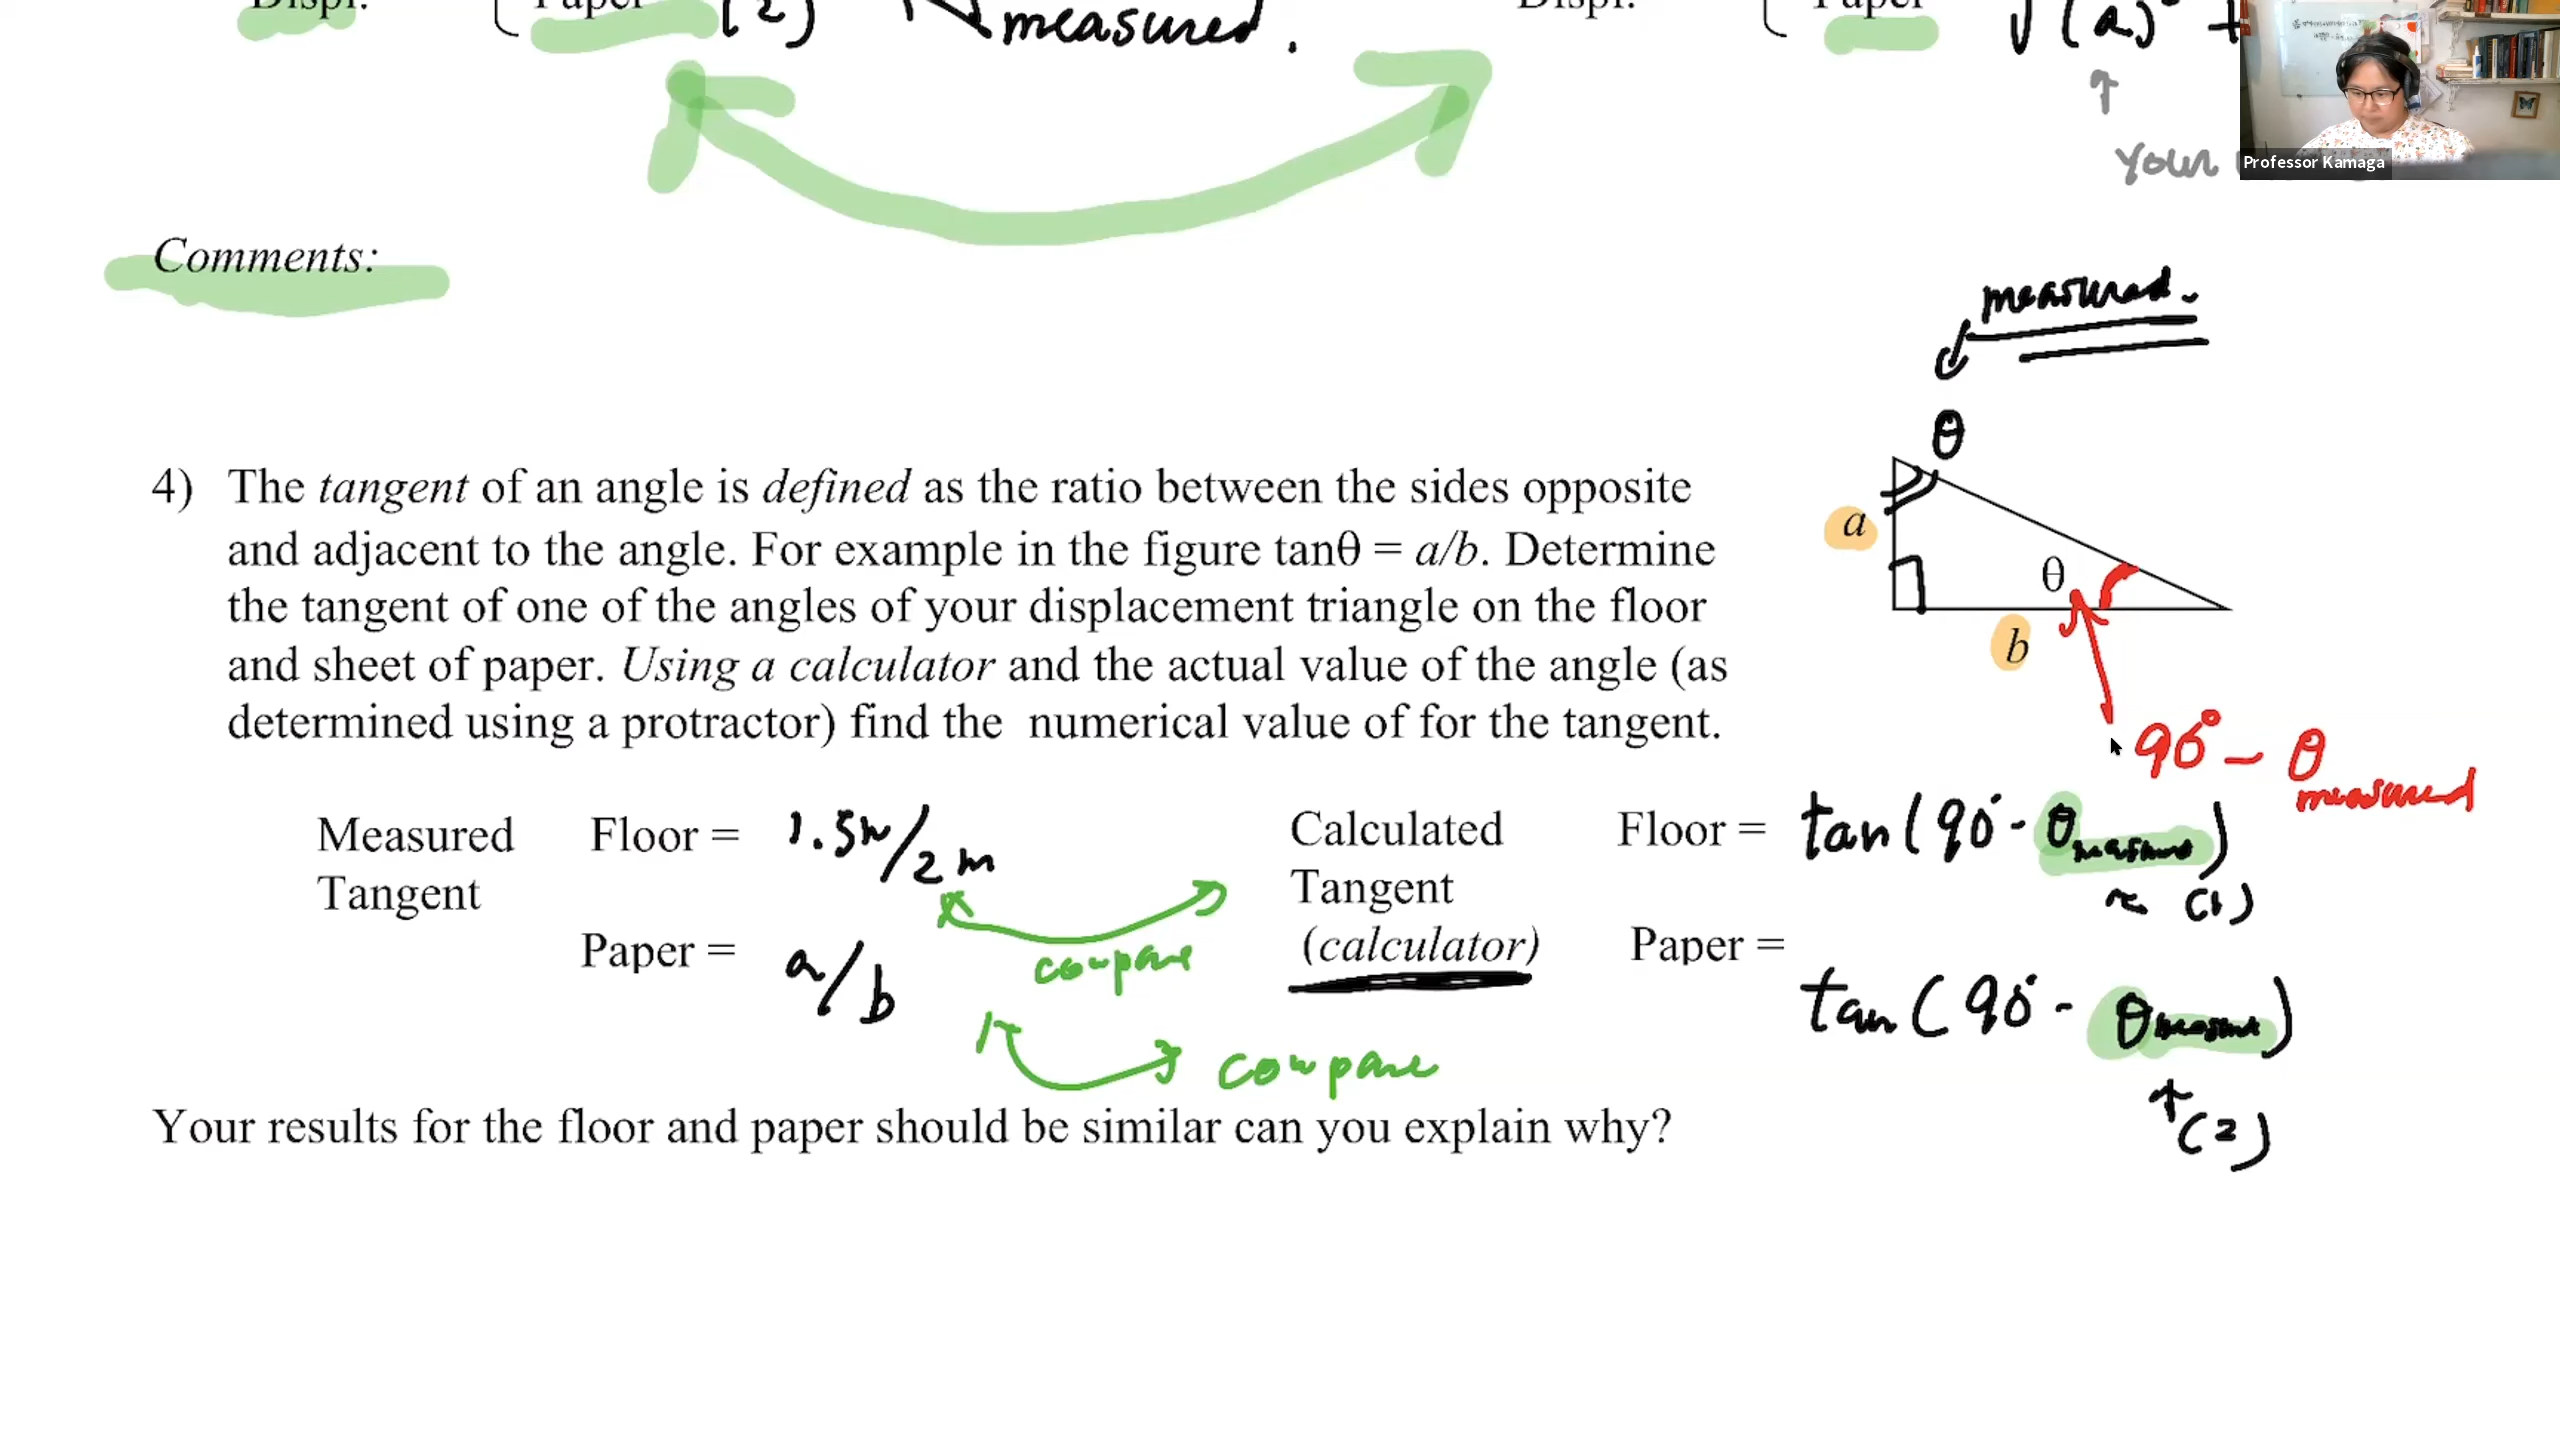 measured.
(2)
your
Professor Kamaga
Comments:
measured.
θ
a
θ
b
4) The tangent of an angle is defined as the ratio between the sides opposite
and adjacent to the angle. For example in the figure tanθ = a/b. Determine
the tangent of one of the angles of your displacement triangle on the floor
and sheet of paper. Using a calculator and the actual value of the angle (as
determined using a protractor) find the  numerical value of for the tangent.
90° - θ measured
Measured Tangent
Floor = 1.5m/2m
Paper = a/b
compare
compare
Calculated Tangent (calculator)
Floor = tan(90° - θmeasured)
(1)
Paper =
tan(90° - θmeasured)
(2)
Your results for the floor and paper should be similar can you explain why?